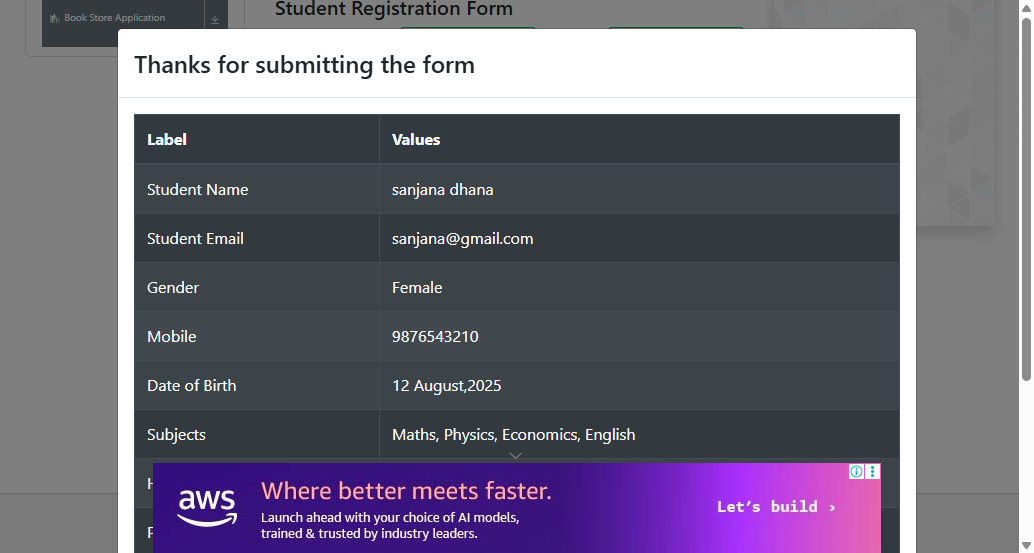 Book Store Application
Student Registration Form
Thanks for submitting the form
Label Values
Student Name sanjana dhana
Student Email sanjana@gmail.com
Gender Female
Mobile 9876543210
Date of Birth 12 August,2025
Subjects Maths, Physics, Economics, English
aws
Where better meets faster.
Launch ahead with your choice of AI models,
trained & trusted by industry leaders.
Let's build ›